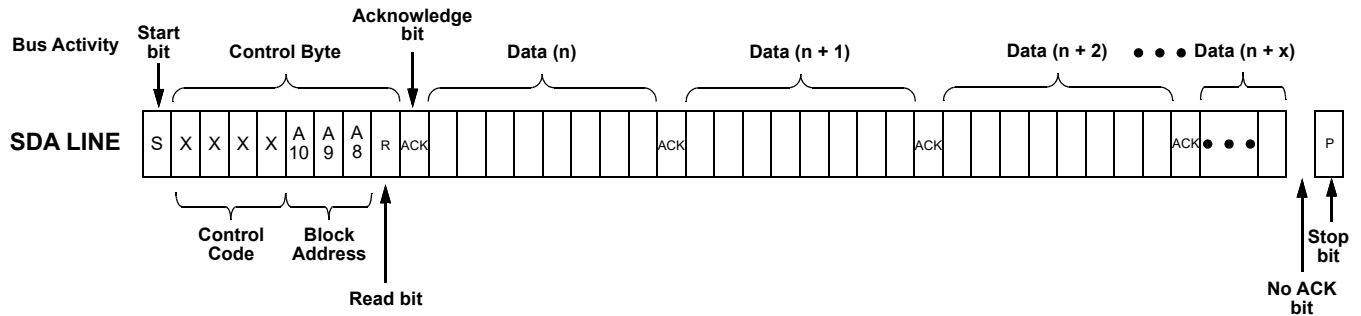 Bus Activity
Start
bit
Control Byte
Acknowledge
bit
Data (n)
Data (n + 1)
Data (n + 2)
• • •
Data (n + x)
SDA LINE
S
X
X
X
X
A
10
A
9
A
8
R
ACK
ACK
ACK
ACK
• • •
P
Control
Code
Block
Address
Read bit
No ACK
bit
Stop
bit